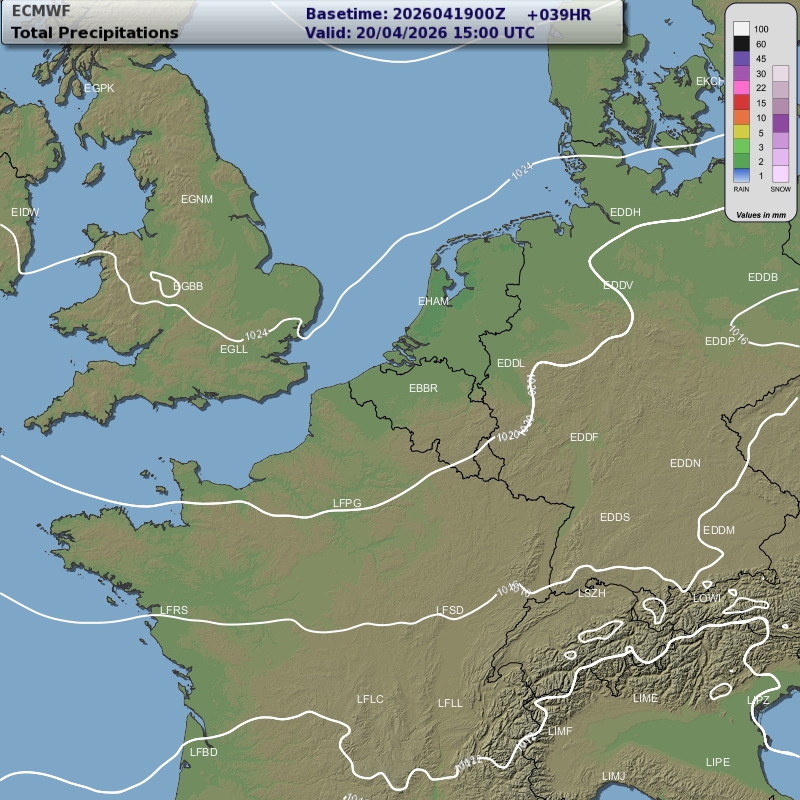 ECMWF
Basetime: 2026041900Z +039HR
Total Precipitations
Valid: 20/04/2026 15:00 UTC
100
60
45
30
22
15
10
5
3
2
1
RAIN
SNOW
Values in mm
EGPK
1024
EGNM
EIDW
EDDH
EGBB
EDDV
EDDB
EHAM
1024
EGLL
1016
EDDP
EDDL
EBBR
1020
1020
1020
EDDF
EDDN
LFPG
EDDS
EDDM
1016
LSZH
LOWI
LFRS
LFSD
LFLC
LFLL
LIME
LIPZ
LIMF
LFBD
LIPE
LIMJ